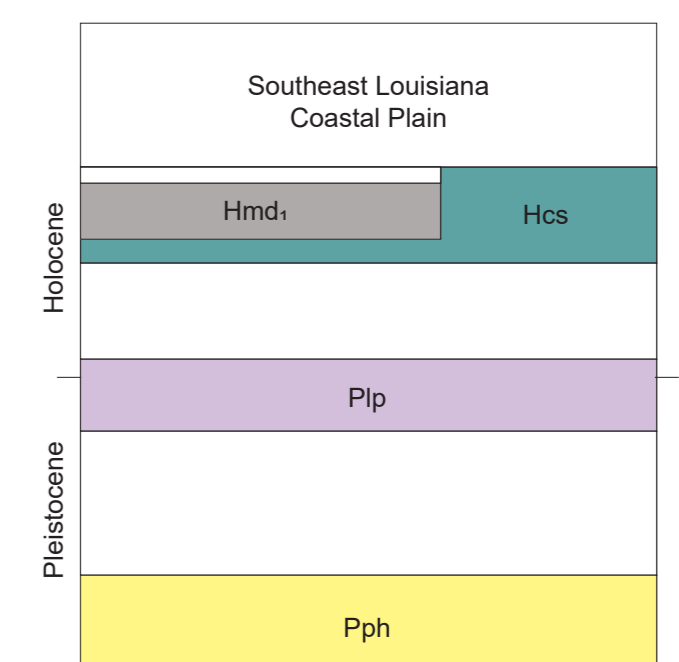 Southeast Louisiana
Coastal Plain
Holocene
Hmd₁
Hcs
Plp
Pleistocene
Pph